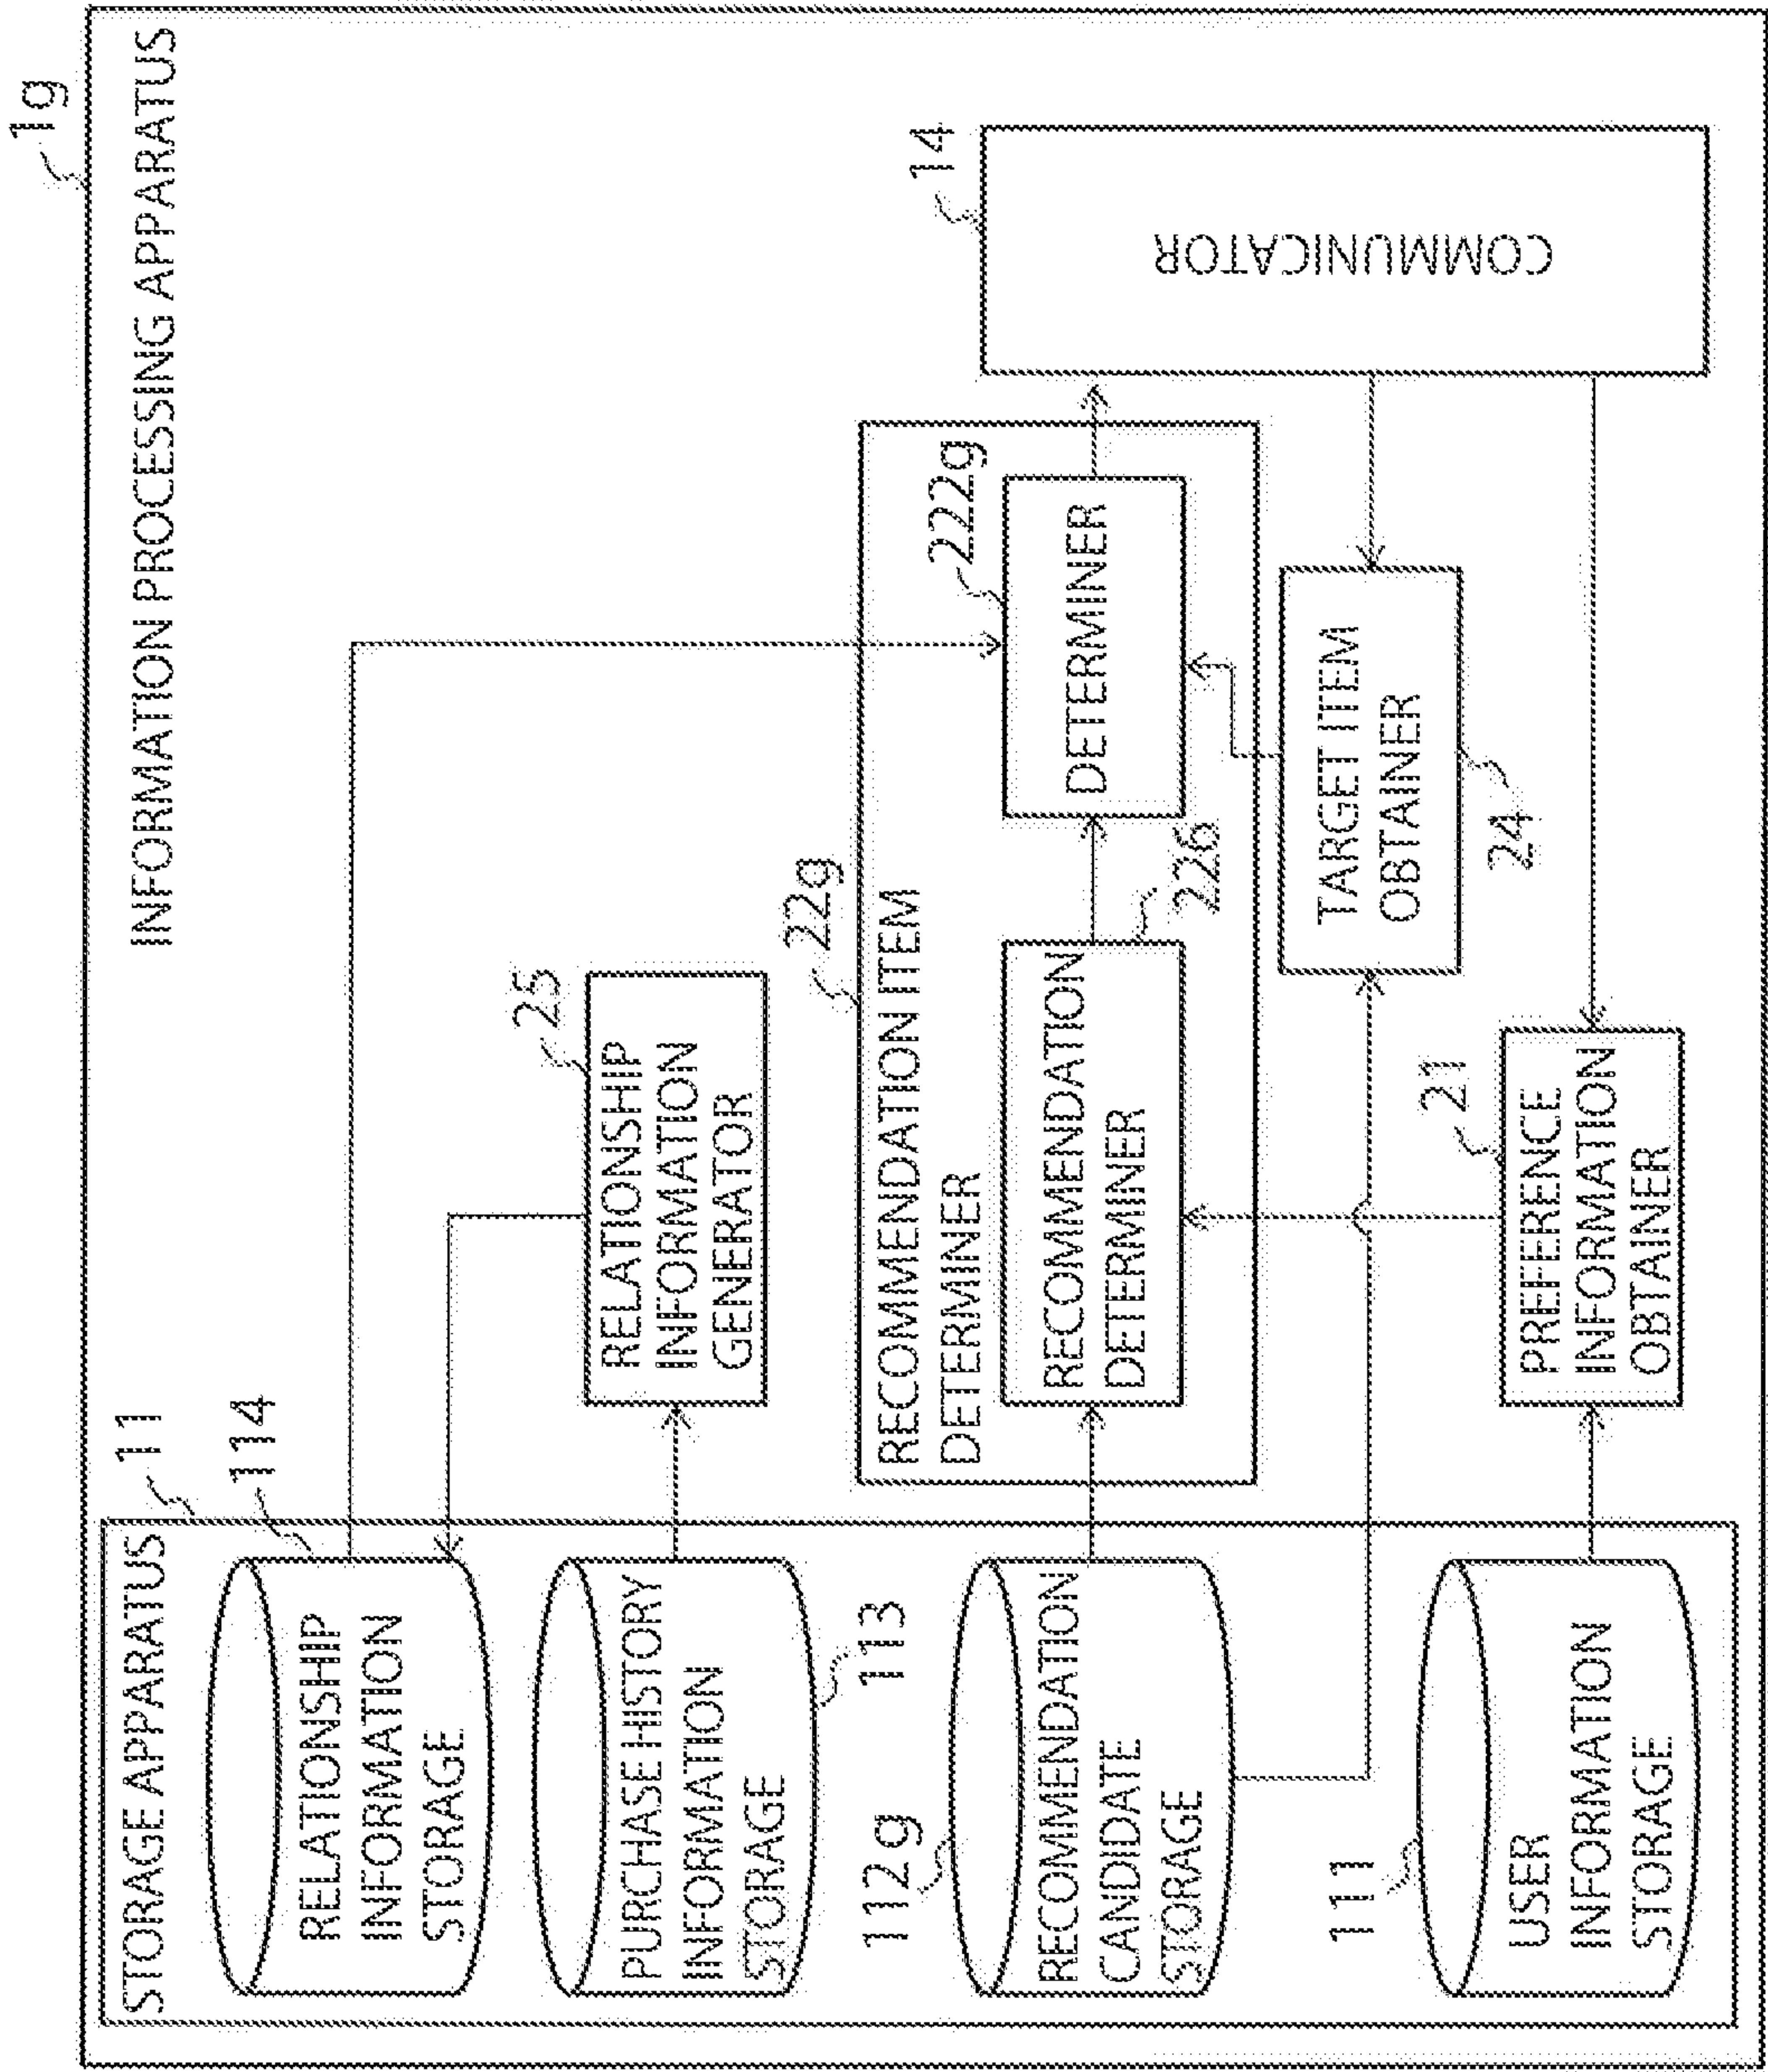 1g
INFORMATION PROCESSING APPARATUS
11
STORAGE APPARATUS
114
RELATIONSHIP
INFORMATION
STORAGE
PURCHASE HISTORY
INFORMATION
STORAGE
113
112g
RECOMMENDATION
CANDIDATE
STORAGE
111
USER
INFORMATION
STORAGE
25
RELATIONSHIP
INFORMATION
GENERATOR
22g
RECOMMENDATION ITEM
DETERMINER
RECOMMENDATION
DETERMINER
226
222g
DETERMINER
TARGET ITEM
OBTAINER
24
21
PREFERENCE
INFORMATION
OBTAINER
14
COMMUNICATOR